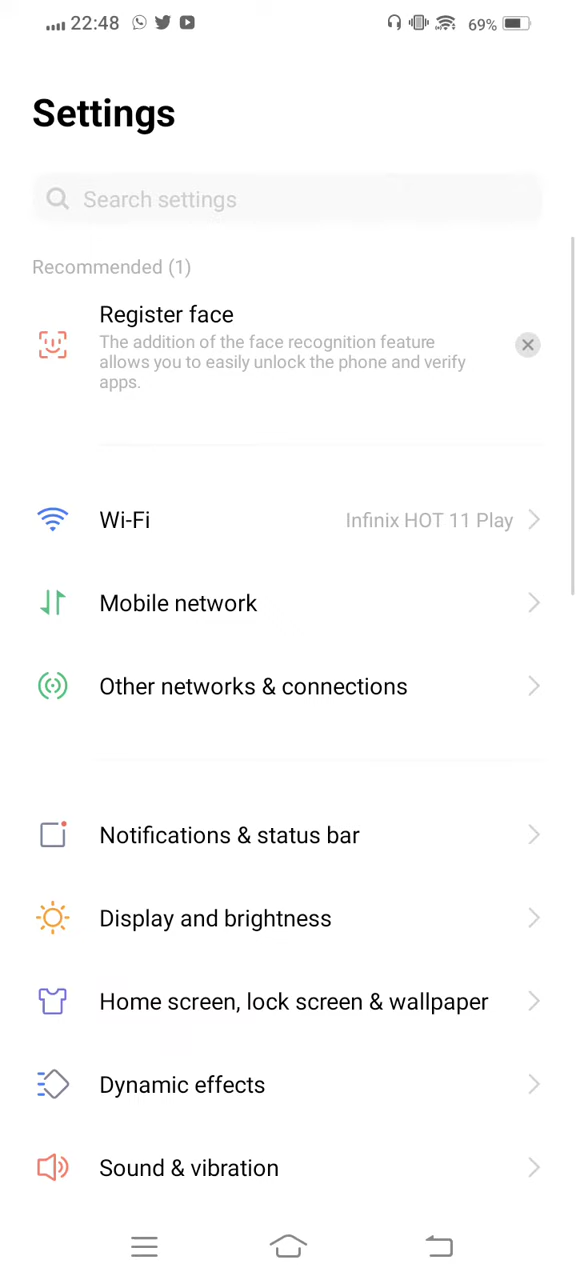 22:48
69%
Settings
Search settings
Recommended (1)
Register face
The addition of the face recognition feature
allows you to easily unlock the phone and verify
apps.
Wi-Fi Infinix HOT 11 Play
Mobile network
Other networks & connections
Notifications & status bar
Display and brightness
Home screen, lock screen & wallpaper
Dynamic effects
Sound & vibration